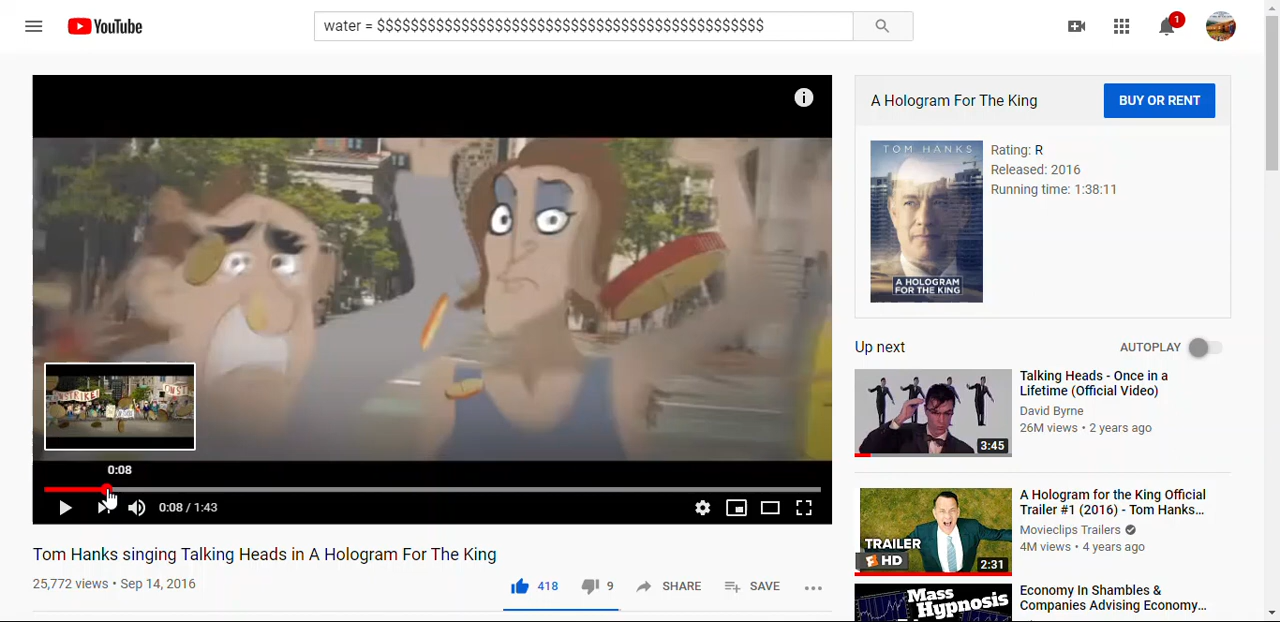 YouTube
water = $$$$$$$$$$$$$$$$$$$$$$$$$$$$$$$$$$$$$$$$$$$$$$
1
A Hologram For The King
BUY OR RENT
TOM HANKS
A HOLOGRAM
FOR THE KING
Rating: R
Released: 2016
Running time: 1:38:11
STRIKE!
0:08
0:08 / 1:43
Tom Hanks singing Talking Heads in A Hologram For The King
25,772 views • Sep 14, 2016
418
9
SHARE
SAVE
Up next
AUTOPLAY
3:45
Talking Heads - Once in a
Lifetime (Official Video)
David Byrne
26M views • 2 years ago
TRAILER
HD
2:31
A Hologram for the King Official
Trailer #1 (2016) - Tom Hanks...
Movieclips Trailers
4M views • 4 years ago
Mass
Hypnosis
Economy In Shambles &
Companies Advising Economy...